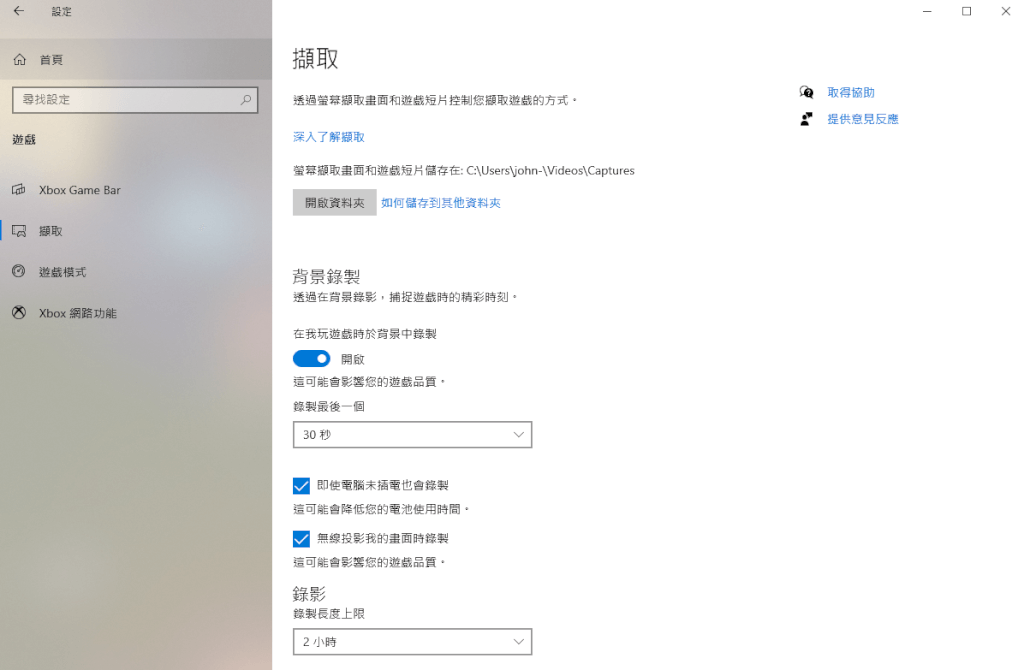 設定
首頁
尋找設定
遊戲
Xbox Game Bar
擷取
遊戲模式
Xbox 網路功能
擷取
透過螢幕擷取畫面和遊戲短片控制您擷取遊戲的方式。
深入了解擷取
螢幕擷取畫面和遊戲短片儲存在: C:\Users\john-\Videos\Captures
開啟資料夾 如何儲存到其他資料夾
背景錄製
透過在背景錄影，捕捉遊戲時的精彩時刻。
在我玩遊戲時於背景中錄製
開啟
這可能會影響您的遊戲品質。
錄製最後一個
30 秒
即使電腦未插電也會錄製
這可能會降低您的電池使用時間。
無線投影我的畫面時錄製
這可能會影響您的遊戲品質。
錄影
錄製長度上限
2 小時
取得協助
提供意見反應